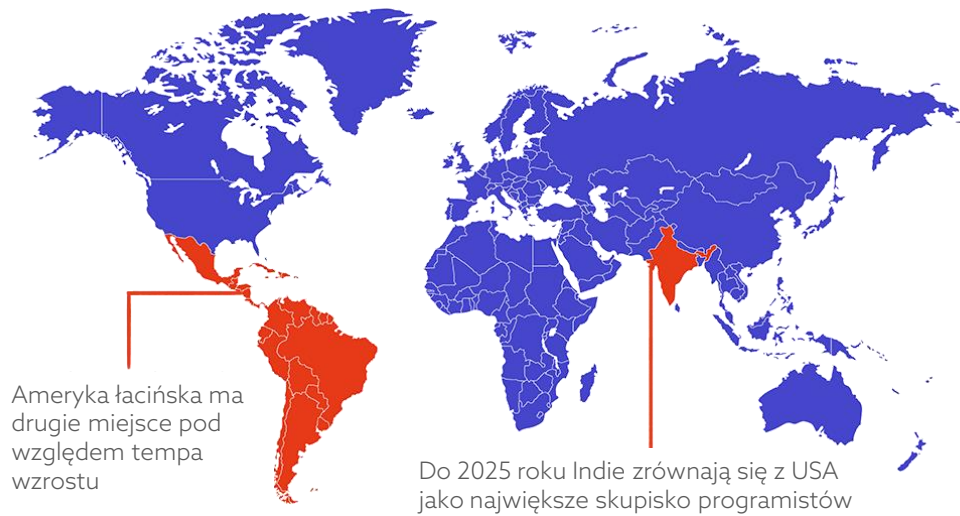 Ameryka łacińska ma
drugie miejsce pod
względem tempa
wzrostu
Do 2025 roku Indie zrównają się z USA
jako największe skupisko programistów